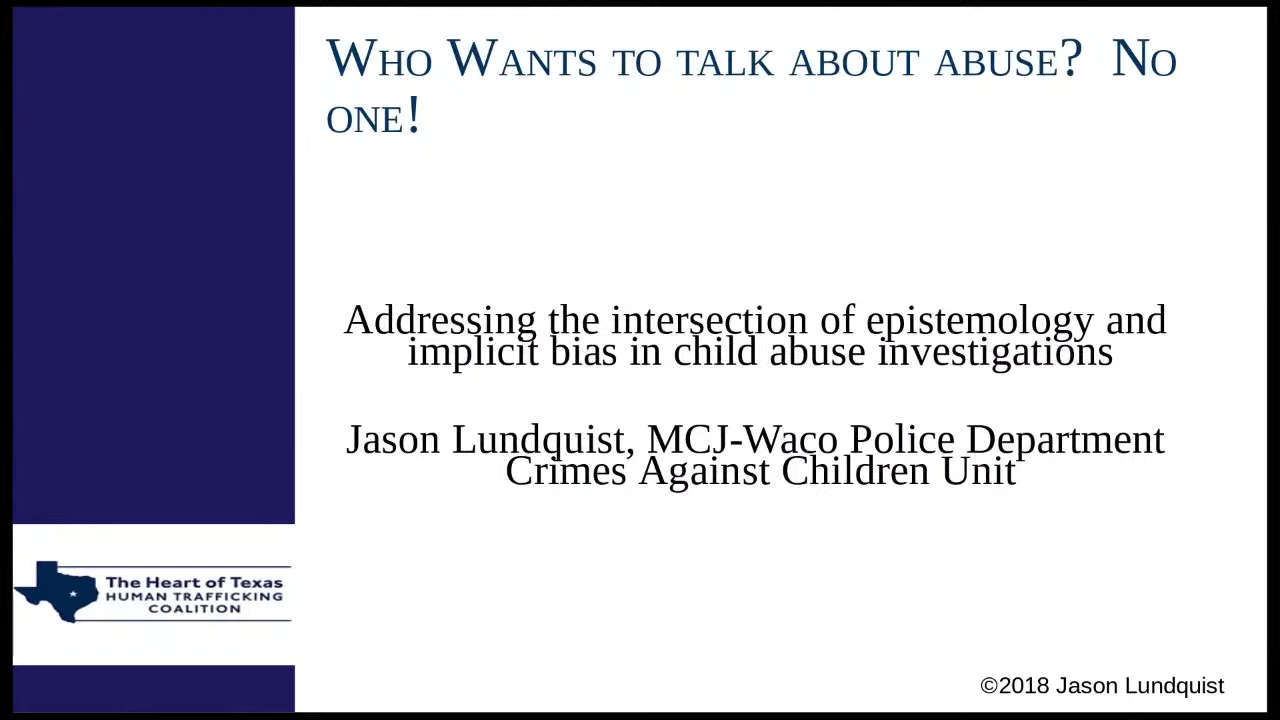 Who Wants to talk about abuse? No
one!
Addressing the intersection of epistemology and
implicit bias in child abuse investigations
Jason Lundquist, MCJ-Waco Police Department
Crimes Against Children Unit
The Heart of Texas
HUMAN TRAFFICKING
COALITION
©2018 Jason Lundquist